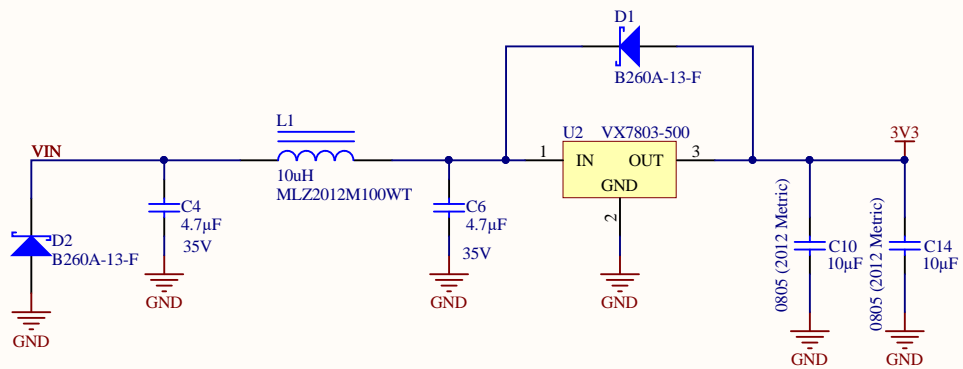 D1
B260A-13-F
L1
10uH
MLZ2012M100WT
U2 VX7803-500
1 IN OUT 3
GND
2
3V3
VIN
C4
4.7µF
35V
C6
4.7µF
35V
D2
B260A-13-F
C10
10µF
0805 (2012 Metric)
C14
10µF
0805 (2012 Metric)
GND
GND
GND
GND
GND
GND